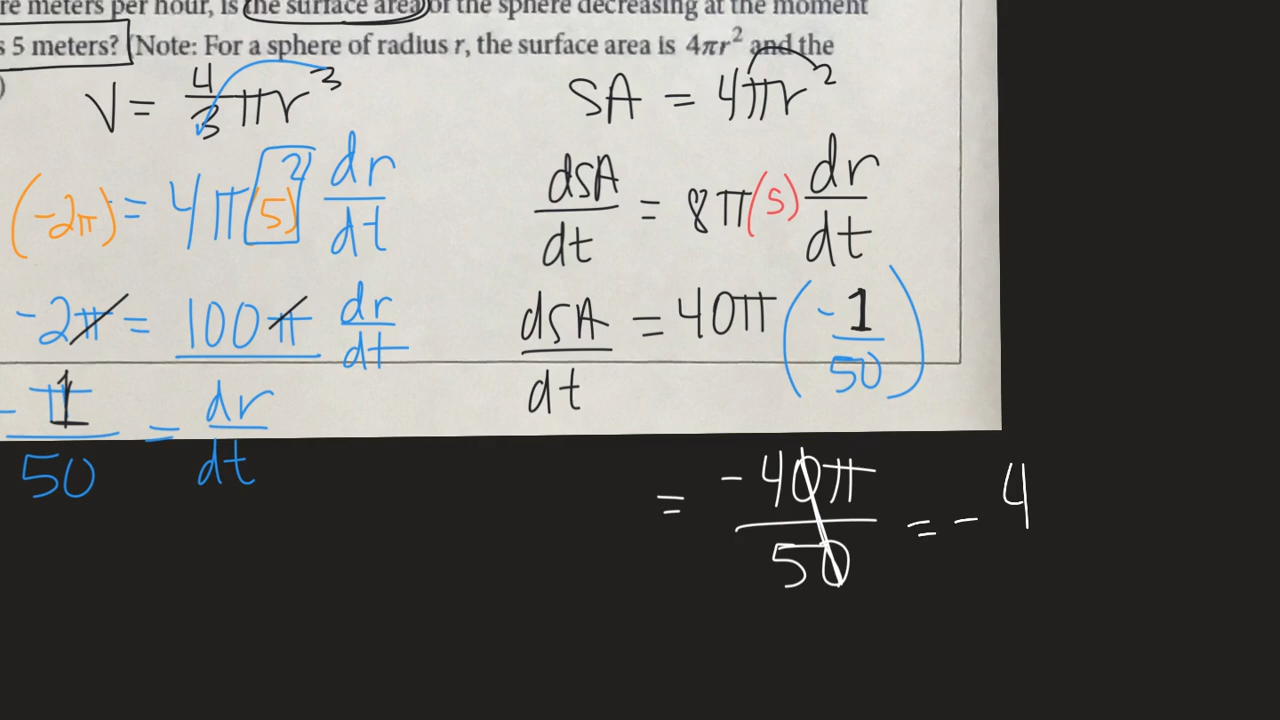 re meters per hour, is the surface area of the sphere decreasing at the moment
s 5 meters? (Note: For a sphere of radius r, the surface area is 4πr² and the
)
V = 4/3 πr³
SA = 4πr²
(-2π) = 4π(5)² dr/dt
dSA/dt = 8π(5) dr/dt
-2π = 100π dr/dt
dSA/dt = 40π(-1/50)
-1/50 = dr/dt
= -40π/50 = - 4